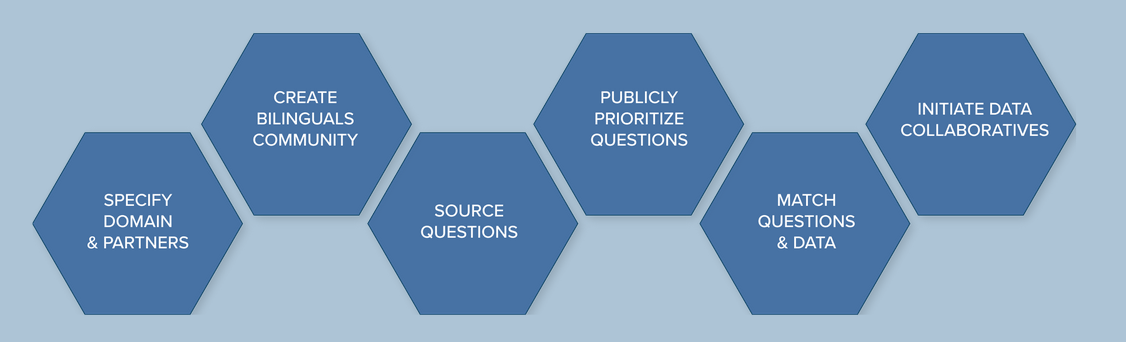 SPECIFY
DOMAIN
& PARTNERS
CREATE
BILINGUALS
COMMUNITY
SOURCE
QUESTIONS
PUBLICLY
PRIORITIZE
QUESTIONS
MATCH
QUESTIONS
& DATA
INITIATE DATA
COLLABORATIVES